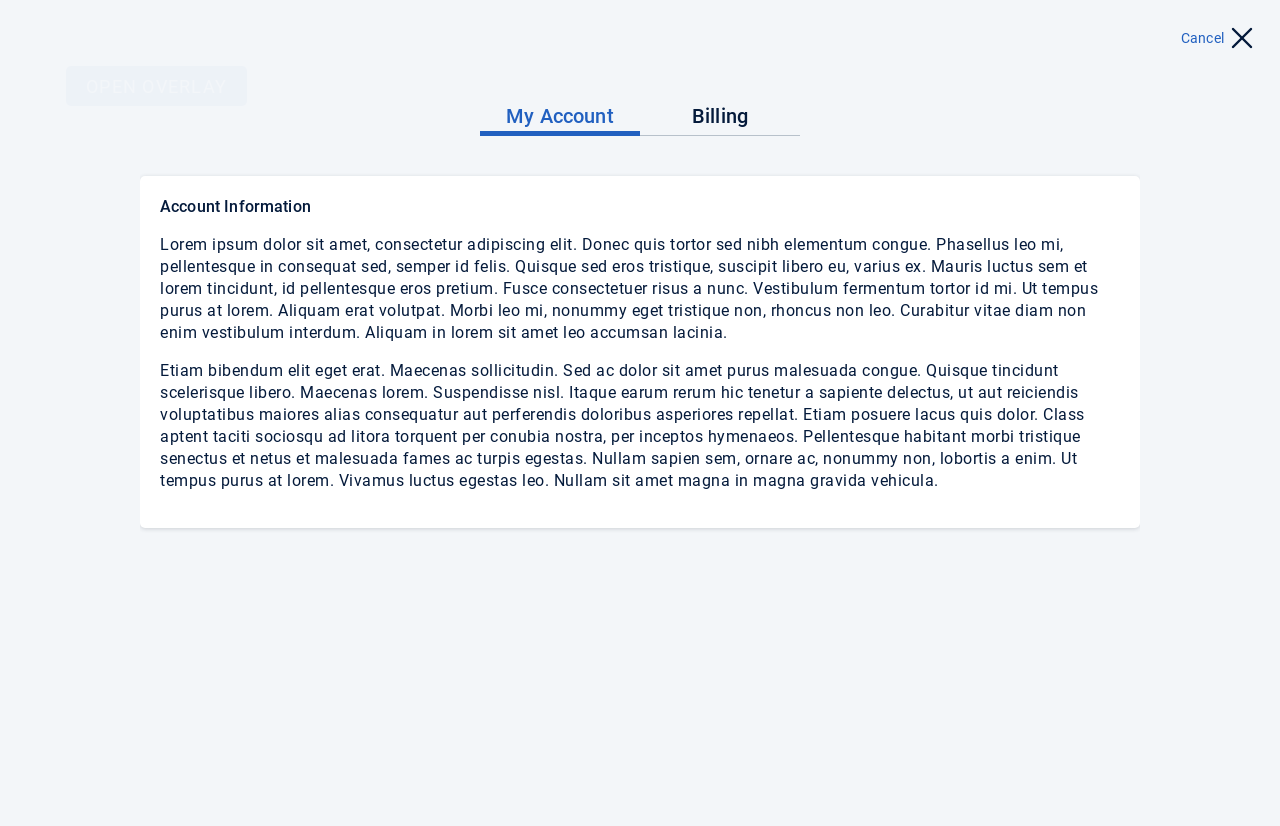 Cancel
OPEN OVERLAY
My Account
Billing
Account Information
Lorem ipsum dolor sit amet, consectetur adipiscing elit. Donec quis tortor sed nibh elementum congue. Phasellus leo mi,
pellentesque in consequat sed, semper id felis. Quisque sed eros tristique, suscipit libero eu, varius ex. Mauris luctus sem et
lorem tincidunt, id pellentesque eros pretium. Fusce consectetuer risus a nunc. Vestibulum fermentum tortor id mi. Ut tempus
purus at lorem. Aliquam erat volutpat. Morbi leo mi, nonummy eget tristique non, rhoncus non leo. Curabitur vitae diam non
enim vestibulum interdum. Aliquam in lorem sit amet leo accumsan lacinia.
Etiam bibendum elit eget erat. Maecenas sollicitudin. Sed ac dolor sit amet purus malesuada congue. Quisque tincidunt
scelerisque libero. Maecenas lorem. Suspendisse nisl. Itaque earum rerum hic tenetur a sapiente delectus, ut aut reiciendis
voluptatibus maiores alias consequatur aut perferendis doloribus asperiores repellat. Etiam posuere lacus quis dolor. Class
aptent taciti sociosqu ad litora torquent per conubia nostra, per inceptos hymenaeos. Pellentesque habitant morbi tristique
senectus et netus et malesuada fames ac turpis egestas. Nullam sapien sem, ornare ac, nonummy non, lobortis a enim. Ut
tempus purus at lorem. Vivamus luctus egestas leo. Nullam sit amet magna in magna gravida vehicula.